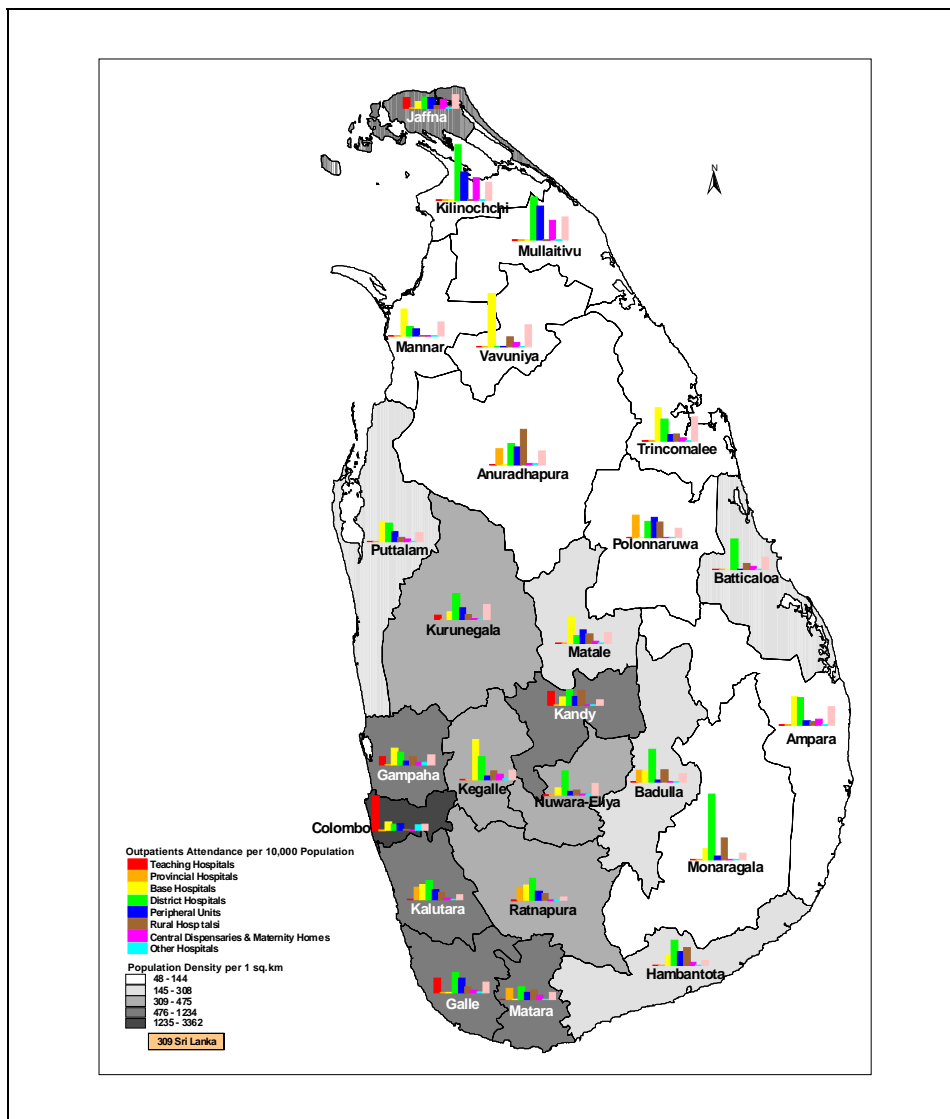 N
Jaffna
Kilinochchi
Mullaitivu
Mannar
Vavuniya
Trincomalee
Anuradhapura
Puttalam
Polonnaruwa
Batticaloa
Kurunegala
Matale
Kandy
Ampara
Gampaha
Kegalle
Nuwara-Eliya
Badulla
Colombo
Monaragala
Outpatients Attendance per 10,000 Population
Teaching Hospitals
Provincial Hospitals
Base Hospitals
District Hospitals
Peripheral Units
Rural Hosptalsi
Central Dispensaries & Maternity Homes
Other Hospitals
Kalutara
Ratnapura
Population Density per 1 sq.km
48 - 144
145 - 308
309 - 475
476 - 1234
1235 - 3362
309 Sri Lanka
Hambantota
Galle
Matara